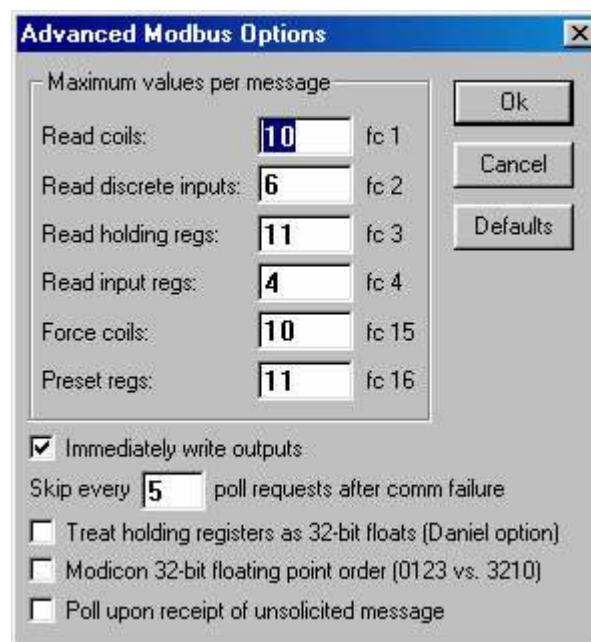 Advanced Modbus Options
Maximum values per message
Read coils: 10 fc 1
Read discrete inputs: 6 fc 2
Read holding regs: 11 fc 3
Read input regs: 4 fc 4
Force coils: 10 fc 15
Preset regs: 11 fc 16
Ok
Cancel
Defaults
Immediately write outputs
Skip every 5 poll requests after comm failure
Treat holding registers as 32-bit floats (Daniel option)
Modicon 32-bit floating point order (0123 vs. 3210)
Poll upon receipt of unsolicited message